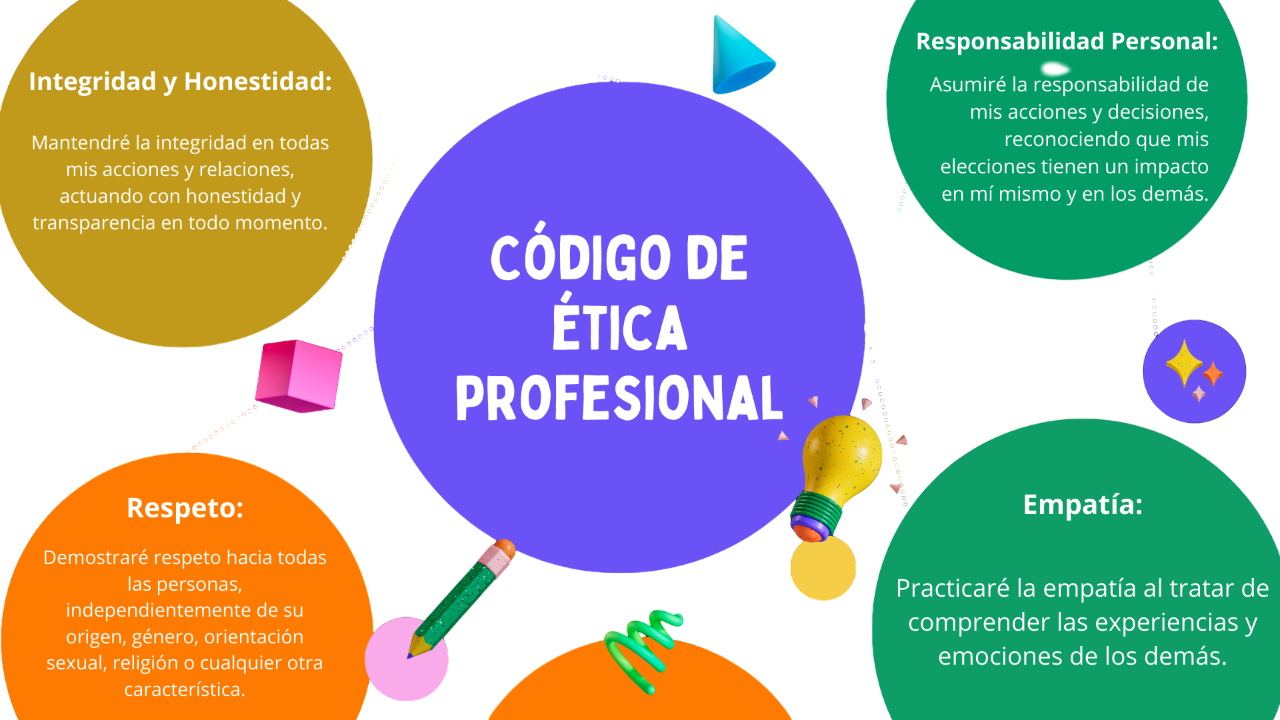 Integridad y Honestidad:
Mantendré la integridad en todas
mis acciones y relaciones,
actuando con honestidad y
transparencia en todo momento.
CÓDIGO DE
ÉTICA
PROFESIONAL
Responsabilidad Personal:
Asumiré la responsabilidad de
mis acciones y decisiones,
reconociendo que mis
elecciones tienen un impacto
en mí mismo y en los demás.
Respeto:
Demostraré respeto hacia todas
las personas,
independientemente de su
origen, género, orientación
sexual, religión o cualquier otra
característica.
Empatía:
Practicaré la empatía al tratar de
comprender las experiencias y
emociones de los demás.